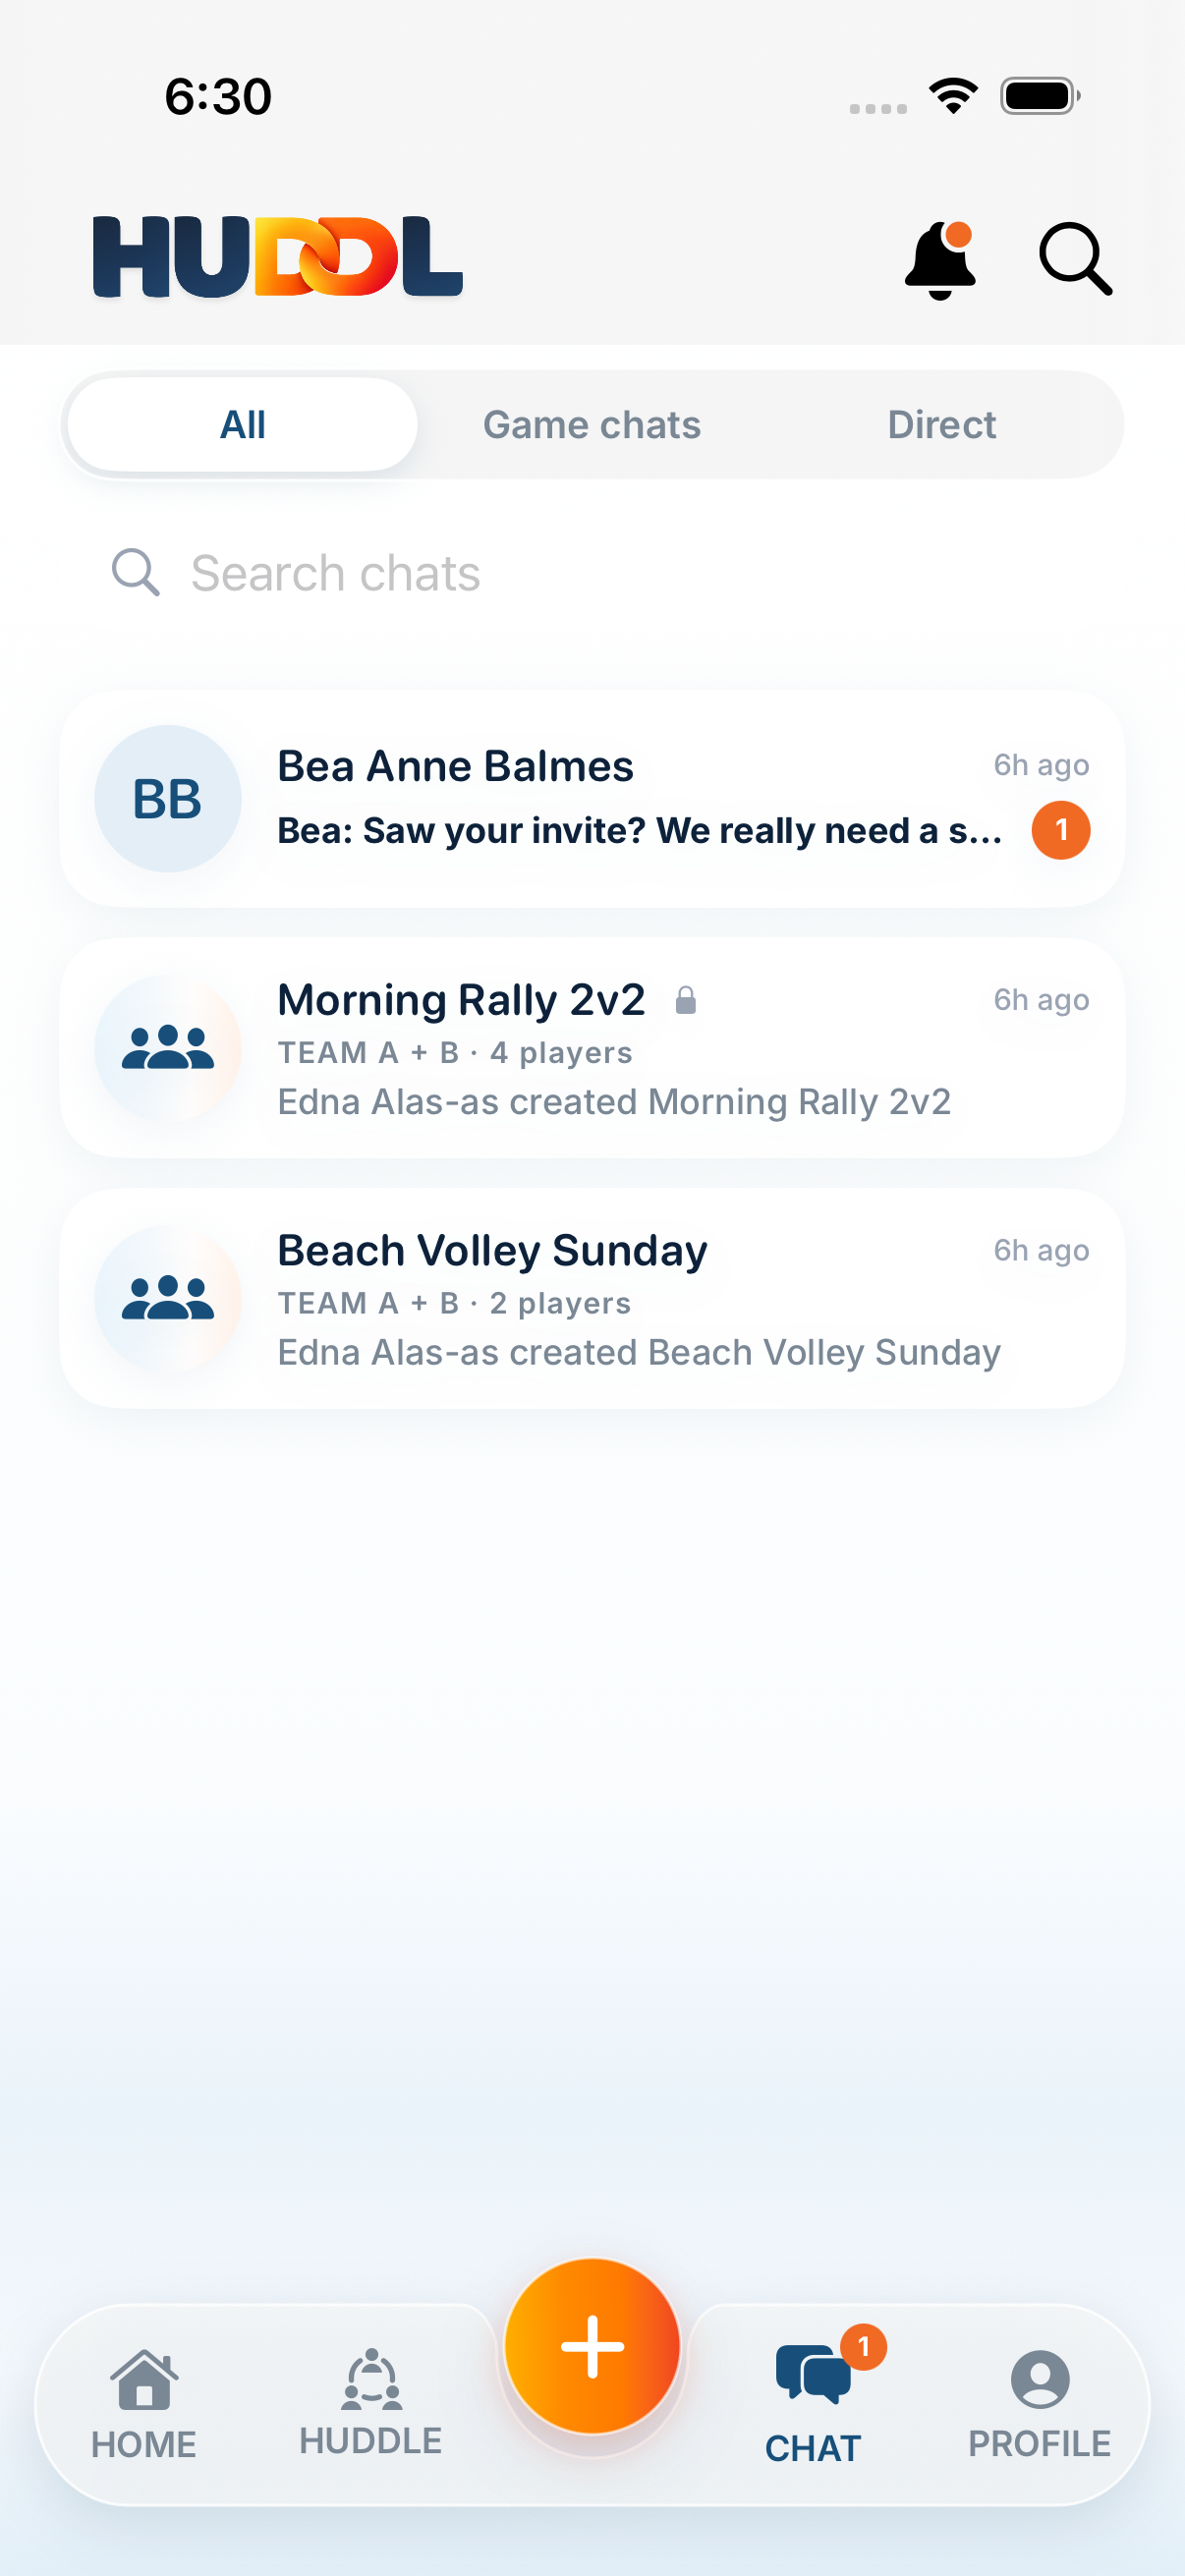 6:30
HUDDL
All
Game chats
Direct
Search chats
BB
Bea Anne Balmes
6h ago
Bea: Saw your invite? We really need a s...
1
Morning Rally 2v2
6h ago
TEAM A + B · 4 players
Edna Alas-as created Morning Rally 2v2
Beach Volley Sunday
6h ago
TEAM A + B · 2 players
Edna Alas-as created Beach Volley Sunday
HOME
HUDDLE
1
CHAT
PROFILE